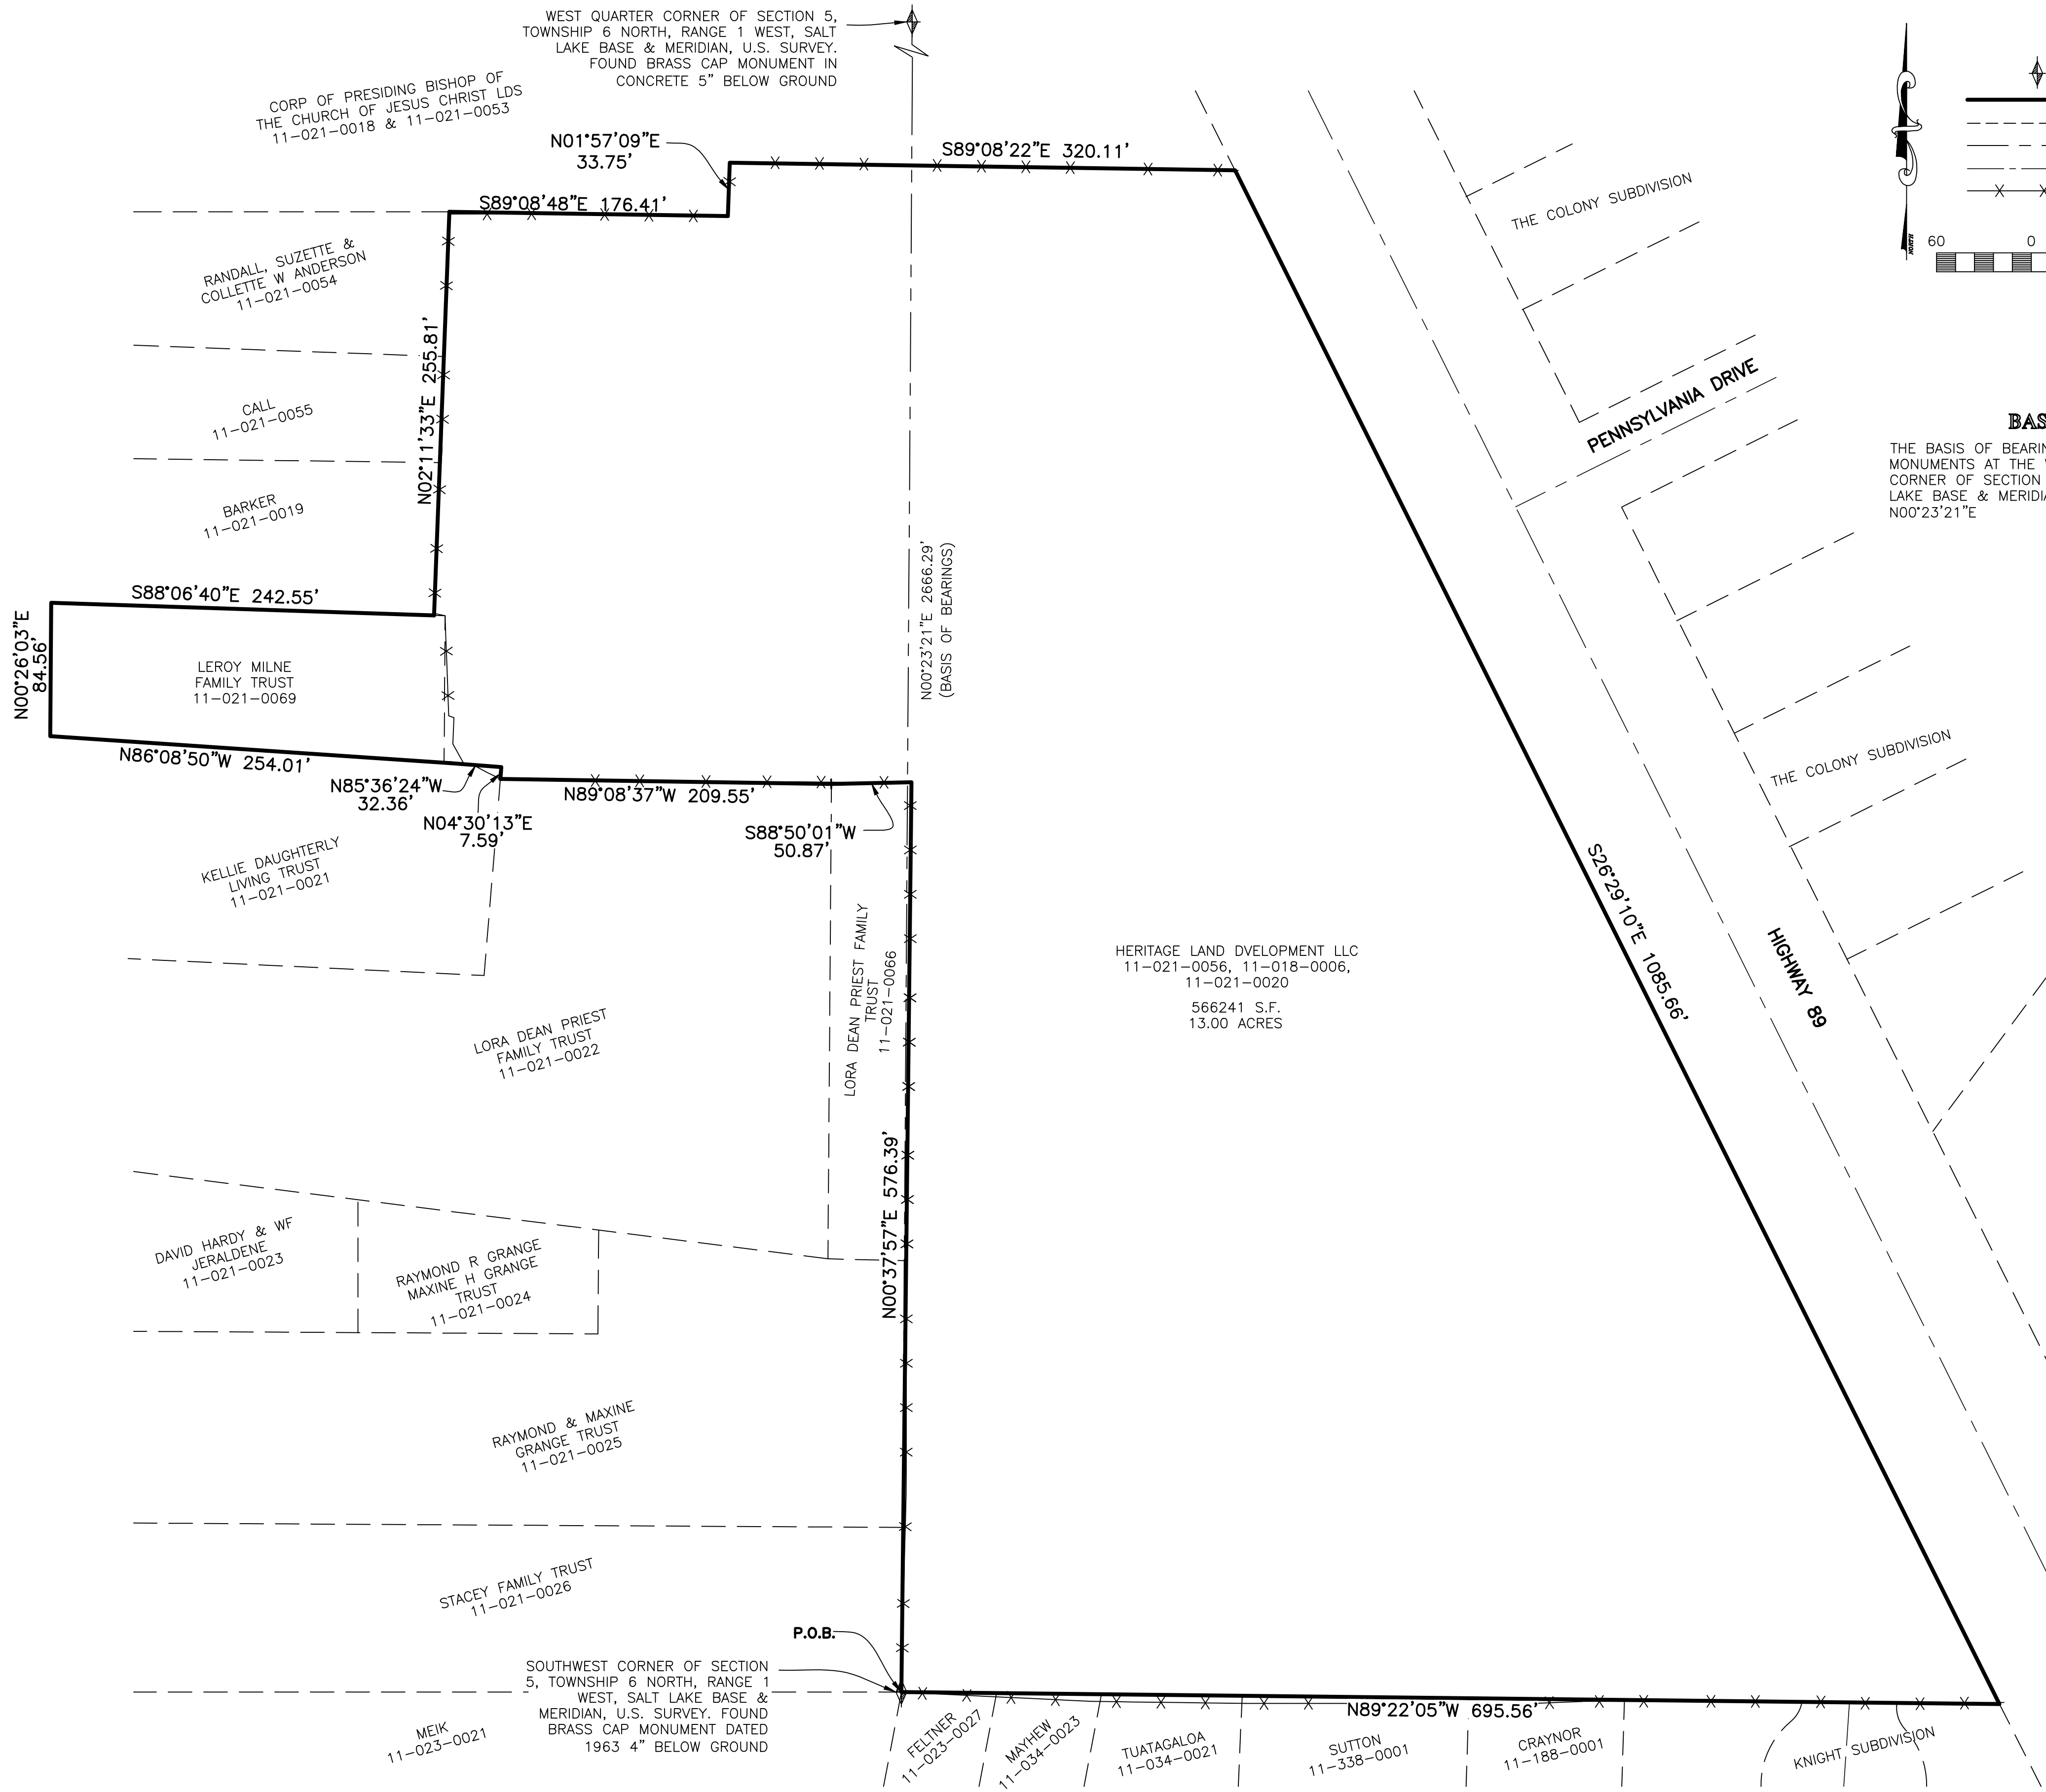 WEST QUARTER CORNER OF SECTION 5,
TOWNSHIP 6 NORTH, RANGE 1 WEST, SALT
LAKE BASE & MERIDIAN, U.S. SURVEY.
FOUND BRASS CAP MONUMENT IN
CONCRETE 5" BELOW GROUND
CORP OF PRESIDING BISHOP OF
THE CHURCH OF JESUS CHRIST LDS
11-021-0018 & 11-021-0053
N01°57'09"E
33.75'
S89°08'22"E 320.11'
S89°08'48"E 176.41'
THE COLONY SUBDIVISION
NORTH
60
0
RANDALL, SUZETTE &
COLLETTE W ANDERSON
11-021-0054
N02°11'33"E 255.81'
CALL
11-021-0055
PENNSYLVANIA DRIVE
BAS
THE BASIS OF BEARIN
MONUMENTS AT THE
CORNER OF SECTION
LAKE BASE & MERIDIA
N00°23'21"E
BARKER
11-021-0019
N00°23'21"E 2666.29'
(BASIS OF BEARINGS)
S88°06'40"E 242.55'
N00°26'03"E
84.56'
LEROY MILNE
FAMILY TRUST
11-021-0069
N86°08'50"W 254.01'
N85°36'24"W
32.36'
N04°30'13"E
7.59'
N89°08'37"W 209.55'
S88°50'01"W
50.87'
THE COLONY SUBDIVISION
KELLIE DAUGHTERLY
LIVING TRUST
11-021-0021
S26°29'10"E 1085.66'
HIGHWAY 89
LORA DEAN PRIEST FAMILY
TRUST
11-021-0066
HERITAGE LAND DVELOPMENT LLC
11-021-0056, 11-018-0006,
11-021-0020
566241 S.F.
13.00 ACRES
LORA DEAN PRIEST
FAMILY TRUST
11-021-0022
N00°37'57"E 576.39'
DAVID HARDY & WF
JERALDENE
11-021-0023
RAYMOND R GRANGE
MAXINE H GRANGE
TRUST
11-021-0024
RAYMOND & MAXINE
GRANGE TRUST
11-021-0025
STACEY FAMILY TRUST
11-021-0026
P.O.B.
SOUTHWEST CORNER OF SECTION
5, TOWNSHIP 6 NORTH, RANGE 1
WEST, SALT LAKE BASE &
MERIDIAN, U.S. SURVEY. FOUND
BRASS CAP MONUMENT DATED
1963 4" BELOW GROUND
MEIK
11-023-0021
N89°22'05"W 695.56'
FELTNER
11-023-0027
MAYHEW
11-034-0023
TUATAGALOA
11-034-0021
SUTTON
11-338-0001
CRAYNOR
11-188-0001
KNIGHT SUBDIVISION